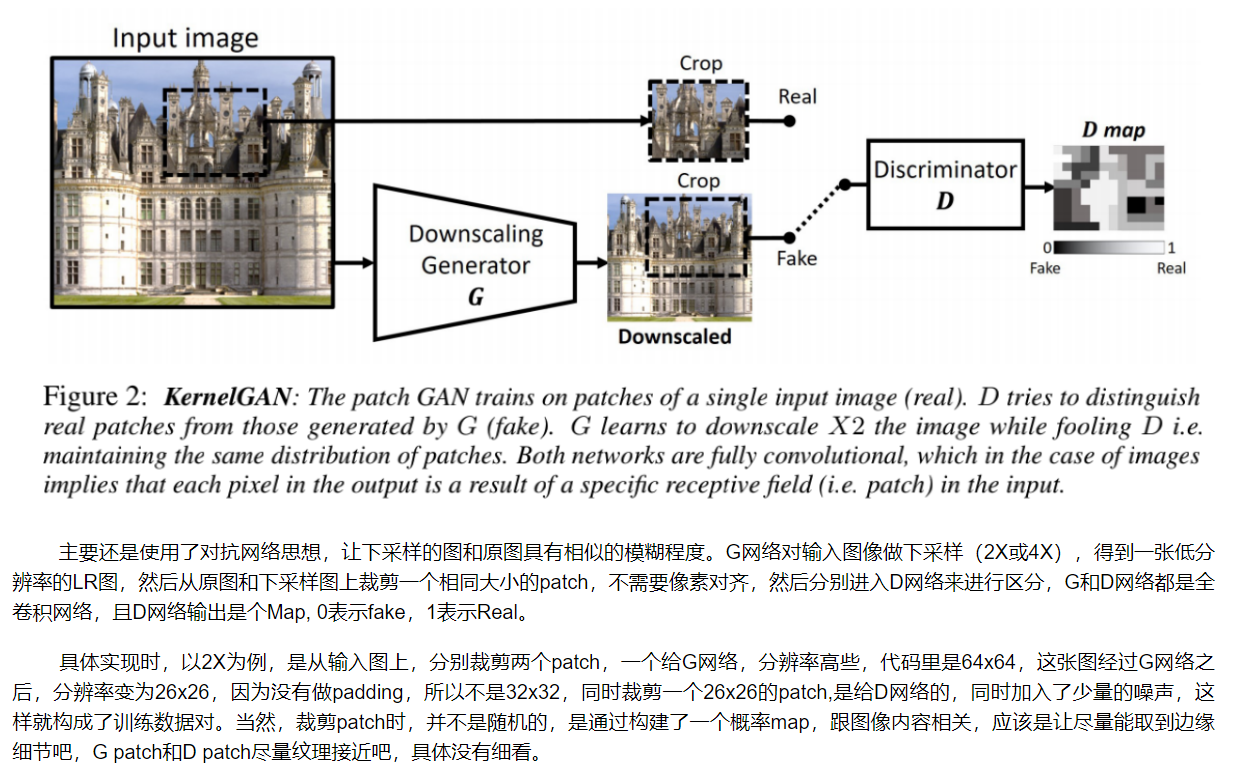 Input image
Crop
Real
D map
Crop
Discriminator
D
Downscaling
Generator
G
Fake
0 1
Fake Real
Downscaled
Figure 2: KernelGAN: The patch GAN trains on patches of a single input image (real). D tries to distinguish
real patches from those generated by G (fake). G learns to downscale X2 the image while fooling D i.e.
maintaining the same distribution of patches. Both networks are fully convolutional, which in the case of images
implies that each pixel in the output is a result of a specific receptive field (i.e. patch) in the input.
主要还是使用了对抗网络思想，让下采样的图和原图具有相似的模糊程度。G网络对输入图像做下采样（2X或4X），得到一张低分
辨率的LR图，然后从原图和下采样图上裁剪一个相同大小的patch，不需要像素对齐，然后分别进入D网络来进行区分，G和D网络都是全
卷积网络，且D网络输出是个Map, 0表示fake，1表示Real。
具体实现时，以2X为例，是从输入图上，分别裁剪两个patch，一个给G网络，分辨率高些，代码里是64x64，这张图经过G网络之
后，分辨率变为26x26，因为没有做padding，所以不是32x32，同时裁剪一个26x26的patch,是给D网络的，同时加入了少量的噪声，这
样就构成了训练数据对。当然，裁剪patch时，并不是随机的，是通过构建了一个概率map，跟图像内容相关，应该是让尽量能取到边缘
细节吧，G patch和D patch尽量纹理接近吧，具体没有细看。